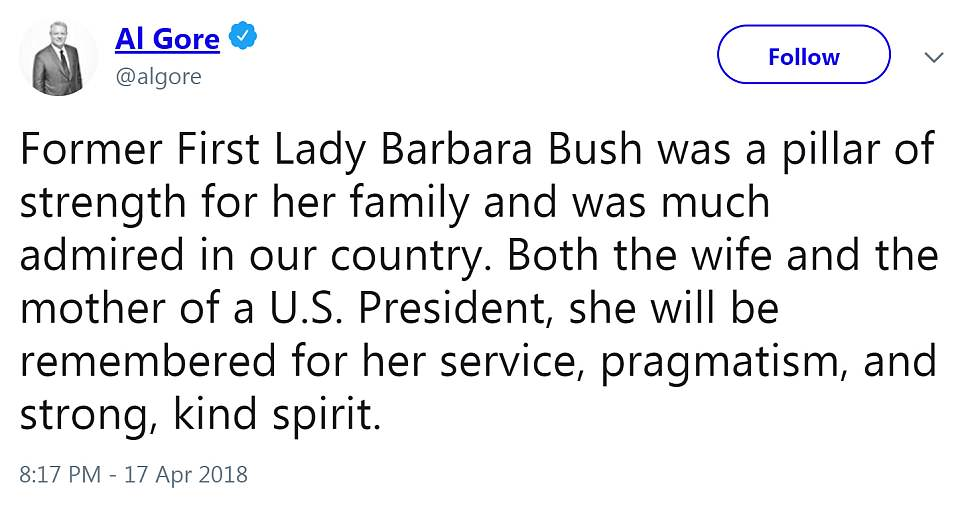 Al Gore
@algore
Follow
Former First Lady Barbara Bush was a pillar of
strength for her family and was much
admired in our country. Both the wife and the
mother of a U.S. President, she will be
remembered for her service, pragmatism, and
strong, kind spirit.
8:17 PM - 17 Apr 2018